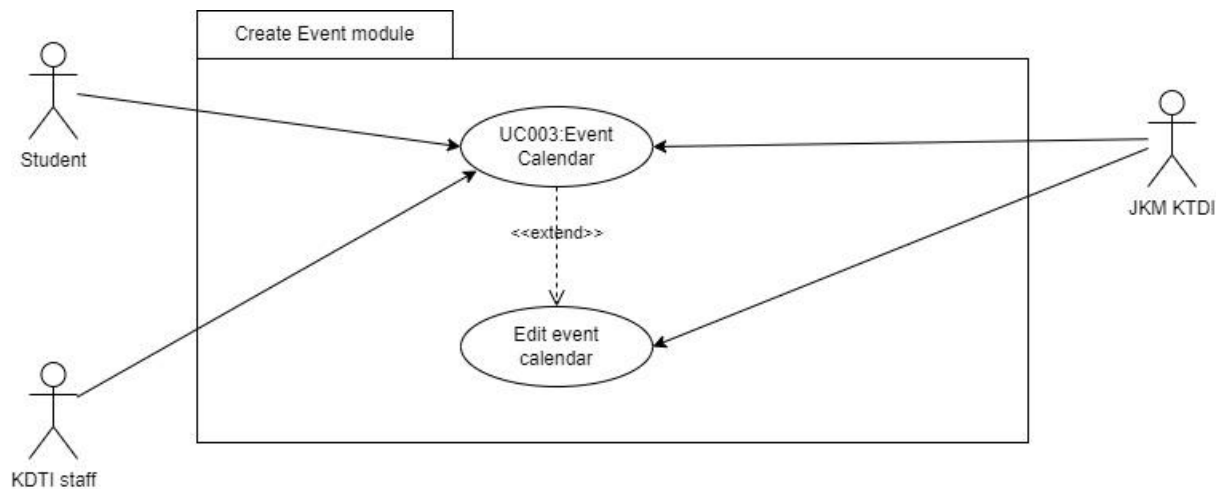 Create Event module
Student
UC003:Event
Calendar
JKM KTDI
<<extend>>
Edit event
calendar
KDTI staff